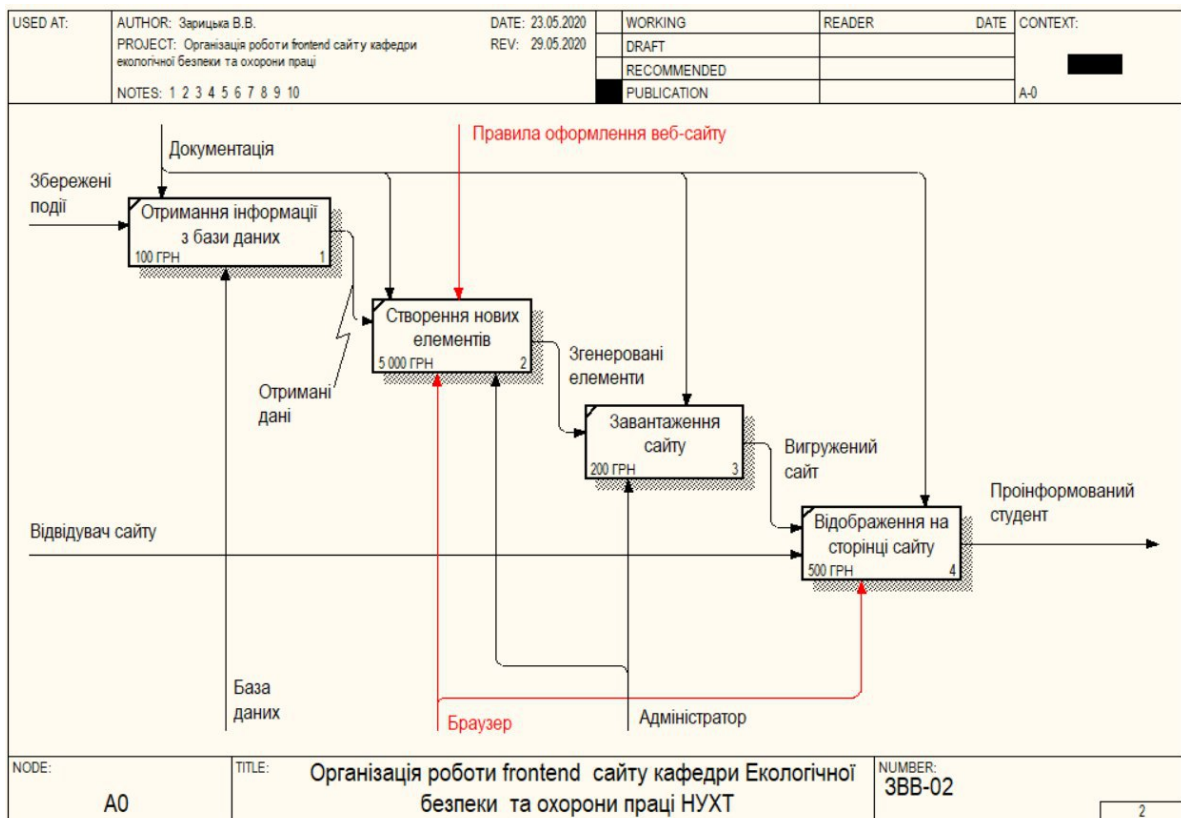 USED AT:
AUTHOR: Зарицька В.В.
DATE: 23.05.2020
PROJECT: Організація роботи frontend сайту кафедри
екологічної безпеки та охорони праці
REV: 29.05.2020
NOTES: 1 2 3 4 5 6 7 8 9 10
WORKING
DRAFT
RECOMMENDED
PUBLICATION
READER
DATE
CONTEXT:
A-0
Документація
Правила оформлення веб-сайту
Збережені
події
Отримання інформації
з бази даних
100 ГРН
1
Створення нових
елементів
5 000 ГРН
2
Отримані
дані
Згенеровані
елементи
Завантаження
сайту
200 ГРН
3
Вигружений
сайт
Відвідувач сайту
Відображення на
сторінці сайту
500 ГРН
4
Проінформований
студент
База
даних
Браузер
Адміністратор
NODE:
A0
TITLE:
Організація роботи frontend сайту кафедри Екологічної
безпеки та охорони праці НУХТ
NUMBER:
ЗВВ-02
2